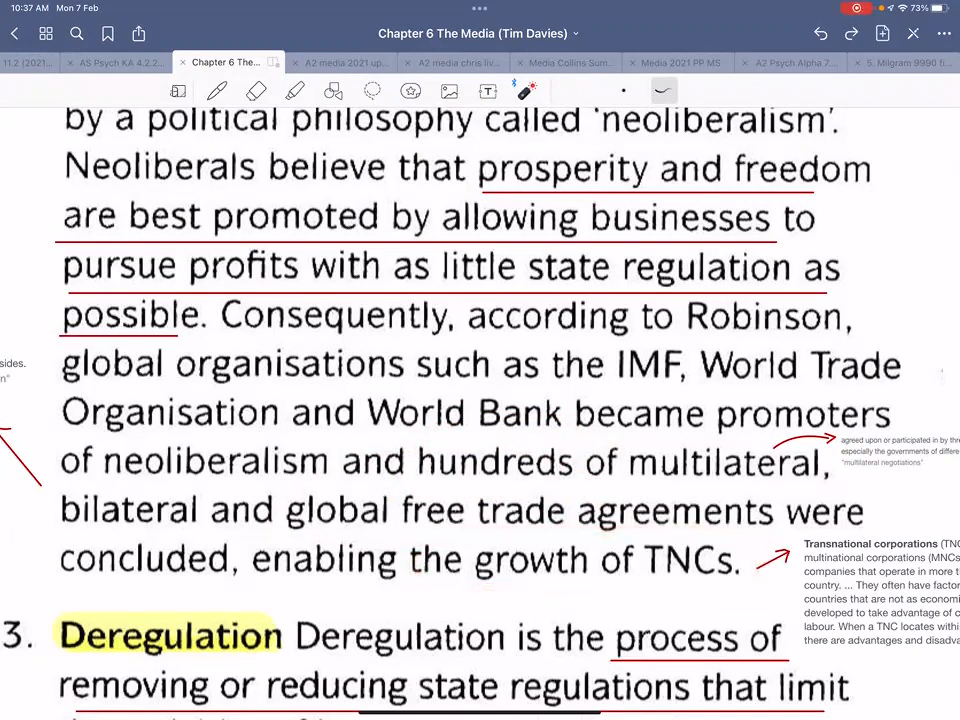 10:37 AM Mon 7 Feb
73%
Chapter 6 The Media (Tim Davies)
11.2 (2021...
AS Psych KA 4.2.2...
Chapter 6 The...
A2 media 2021 up...
A2 media chris liv...
Media Collins Sum...
Media 2021 PP MS
A2 Psych Alpha 7...
5. Milgram 9990 fi...
by a political philosophy called 'neoliberalism'.
Neoliberals believe that prosperity and freedom
are best promoted by allowing businesses to
pursue profits with as little state regulation as
possible. Consequently, according to Robinson,
global organisations such as the IMF, World Trade
Organisation and World Bank became promoters
of neoliberalism and hundreds of multilateral,
bilateral and global free trade agreements were
concluded, enabling the growth of TNCs.
3. Deregulation Deregulation is the process of
removing or reducing state regulations that limit
sides.
n"
agreed upon or participated in by thre
especially the governments of differe
"multilateral negotiations"
Transnational corporations (TNC
multinational corporations (MNCs
companies that operate in more t
country. ... They often have factor
countries that are not as economi
developed to take advantage of c
labour. When a TNC locates withi
there are advantages and disadva